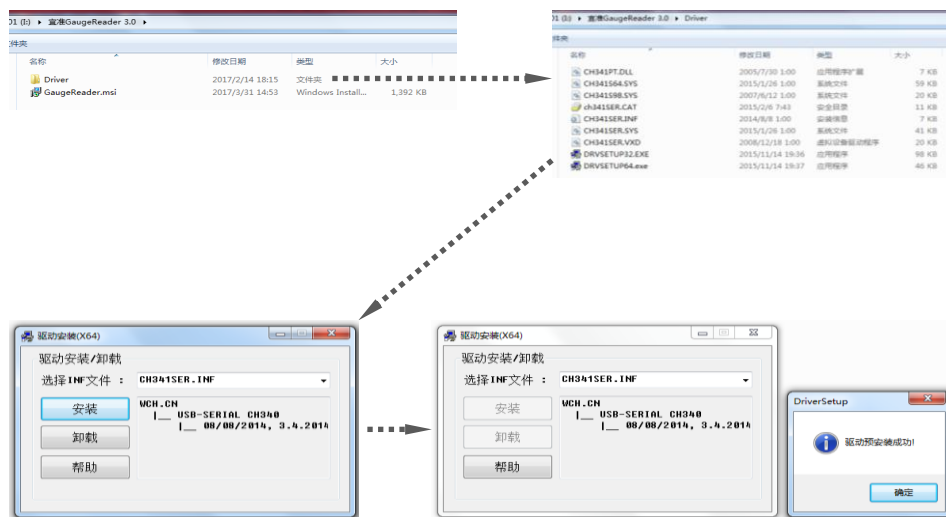 01 (I:) ▸ 宜准GaugeReader 3.0 ▸
文件夹
名称 修改日期 类型 大小
Driver 2017/2/14 18:15 文件夹
GaugeReader.msi 2017/3/31 14:53 Windows Install... 1,392 KB
01 (I:) ▸ 宜准GaugeReader 3.0 ▸ Driver
件夹
名称 修改日期 类型 大小
CH341PT.DLL 2005/7/30 1:00 应用程序扩展 7 KB
CH341S64.SYS 2015/1/26 1:00 系统文件 59 KB
CH341S98.SYS 2007/6/12 1:00 系统文件 20 KB
ch341SER.CAT 2015/2/6 7:43 安全目录 11 KB
CH341SER.INF 2014/8/8 1:00 安装信息 7 KB
CH341SER.SYS 2015/1/26 1:00 系统文件 41 KB
CH341SER.VXD 2008/12/18 1:00 虚拟设备驱动程序 20 KB
DRVSETUP32.EXE 2015/11/14 19:36 应用程序 98 KB
DRVSETUP64.exe 2015/11/14 19:37 应用程序 46 KB
驱动安装(X64)
驱动安装/卸载
选择INF文件 : CH341SER.INF
安装
卸载
帮助
WCH.CN
|__ USB-SERIAL CH340
|__ 08/08/2014, 3.4.2014
驱动安装(X64)
驱动安装/卸载
选择INF文件 : CH341SER.INF
安装
卸载
帮助
WCH.CN
|__ USB-SERIAL CH340
|__ 08/08/2014, 3.4.2014
DriverSetup
驱动预安装成功!
确定